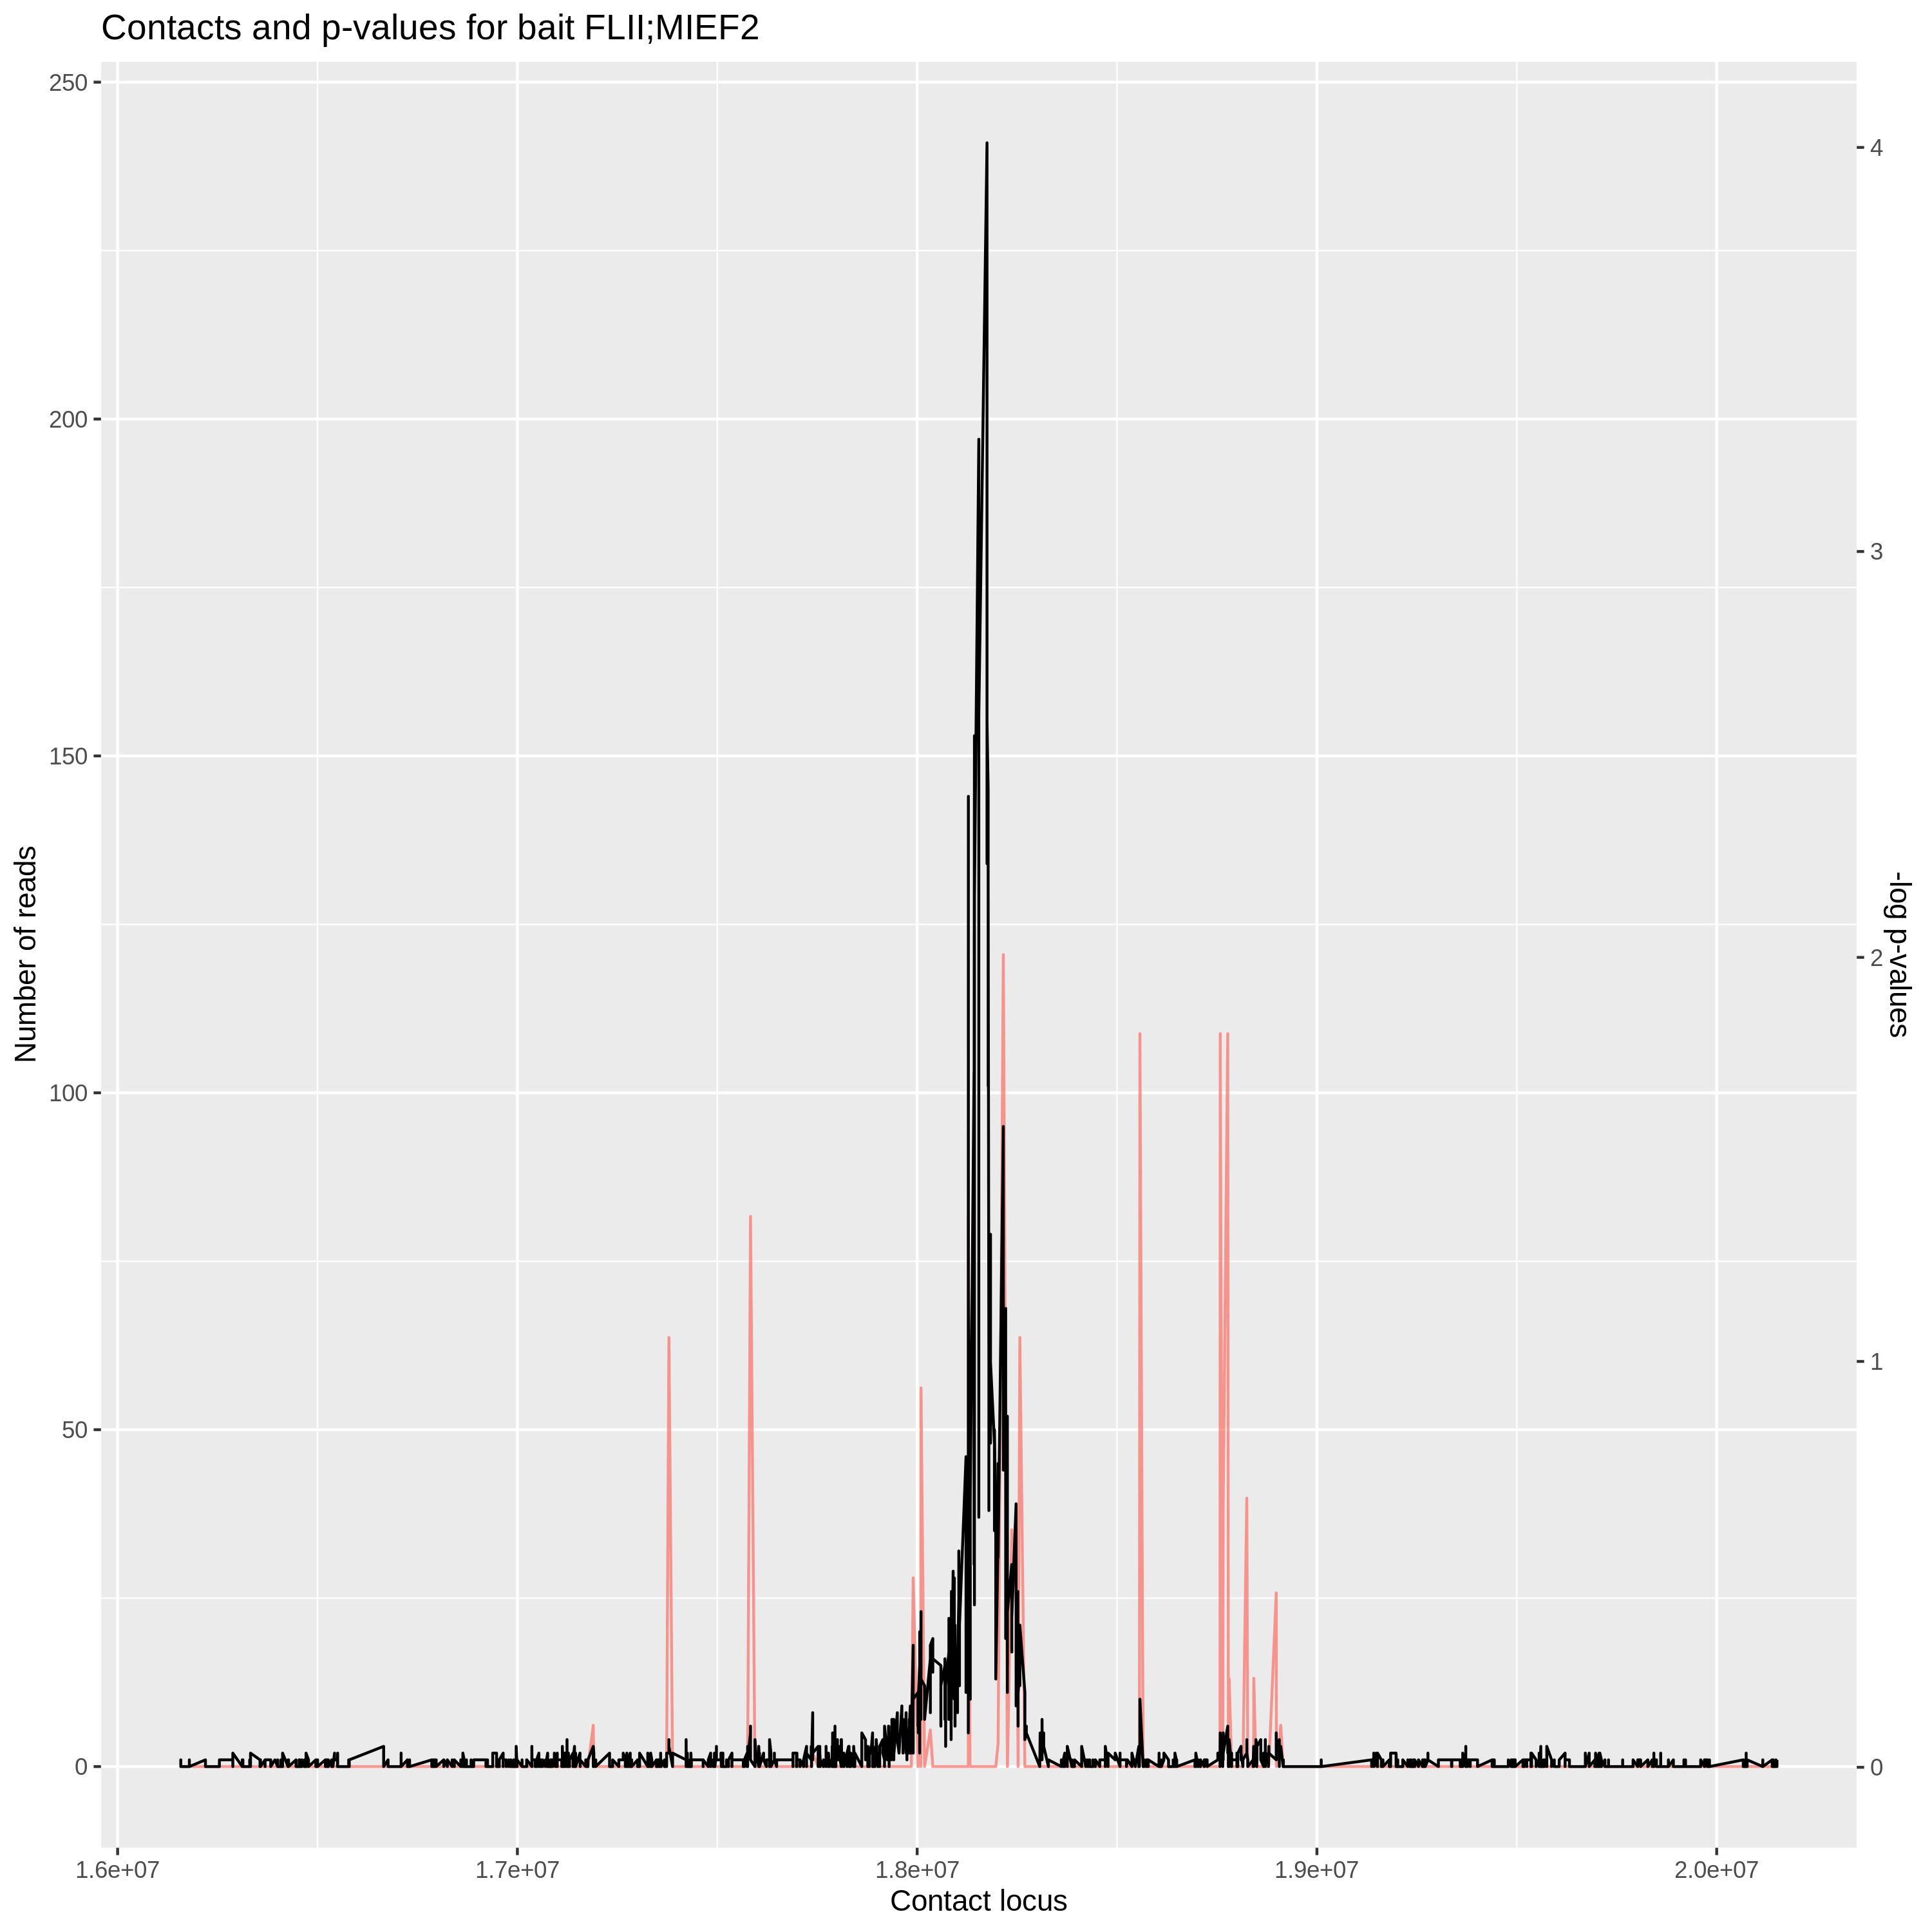 Contacts and p-values for bait FLII;MIEF2
250
200
150
100
50
0
Number of reads
4
3
2
1
0
-log p-values
1.6e+07 1.7e+07 1.8e+07 1.9e+07 2.0e+07
Contact locus